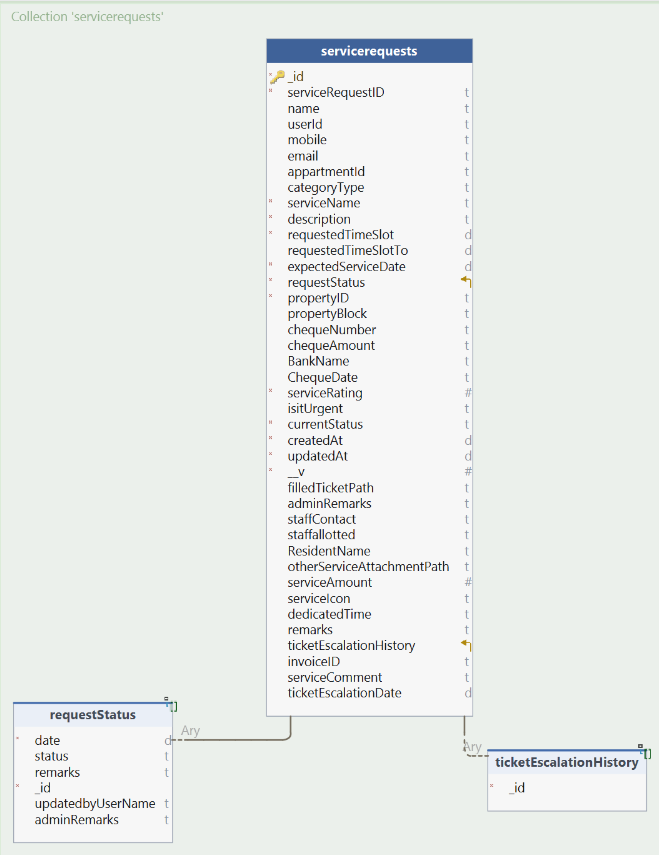 Collection 'servicerequests'
servicerequests
* _id
* serviceRequestID t
name t
userId t
mobile t
email t
appartmentId t
categoryType t
* serviceName t
* description t
* requestedTimeSlot d
requestedTimeSlotTo d
* expectedServiceDate d
* requestStatus
* propertyID t
propertyBlock t
chequeNumber t
chequeAmount t
BankName t
ChequeDate t
* serviceRating #
isitUrgent t
* currentStatus t
* createdAt d
* updatedAt d
* __v #
filledTicketPath t
adminRemarks t
staffContact t
staffallotted t
ResidentName t
otherServiceAttachmentPath t
serviceAmount #
serviceIcon t
dedicatedTime t
remarks t
ticketEscalationHistory
invoiceID t
serviceComment t
ticketEscalationDate d
requestStatus
Ary
* date d
status t
remarks t
* _id
updatedbyUserName t
adminRemarks t
Ary
ticketEscalationHistory
* _id